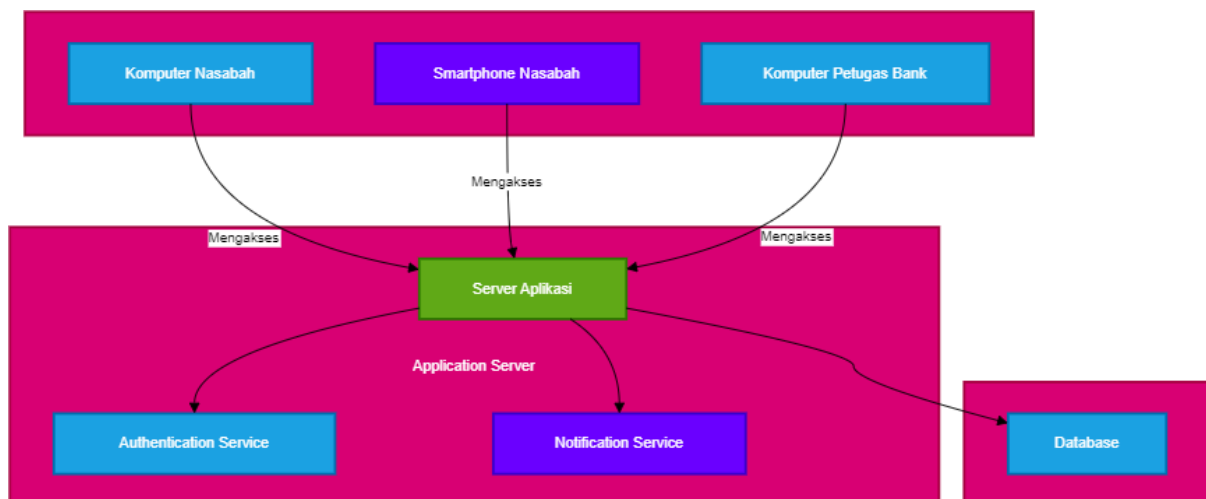 Komputer Nasabah
Smartphone Nasabah
Komputer Petugas Bank
Mengakses
Mengakses
Mengakses
Server Aplikasi
Application Server
Authentication Service
Notification Service
Database